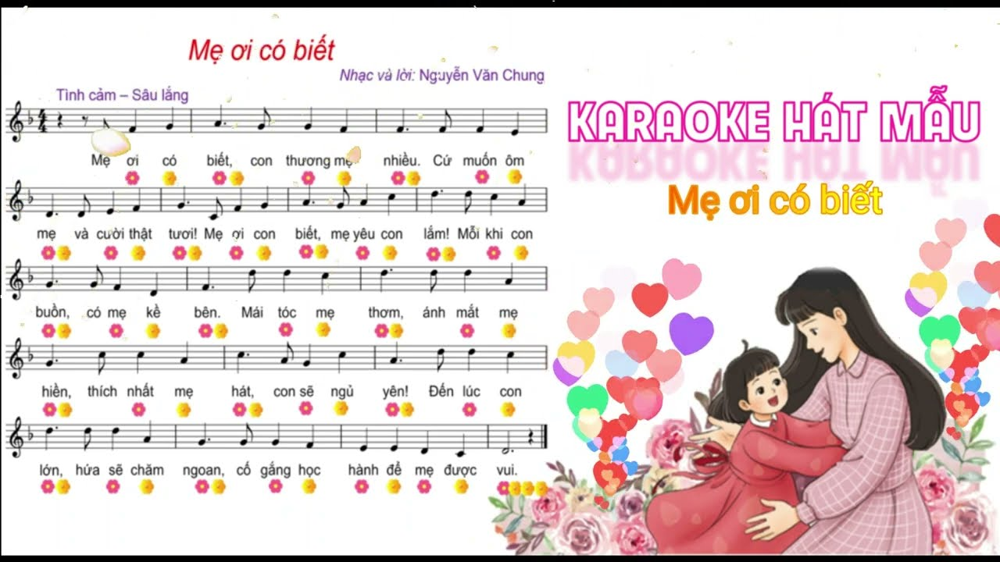 Mẹ ơi có biết
Nhạc và lời: Nguyễn Văn Chung
Tình cảm – Sâu lắng
Mẹ ơi có biết, con thương mẹ nhiều. Cứ muốn ôm
mẹ và cười thật tươi! Mẹ ơi con biết, mẹ yêu con lắm! Mỗi khi con
buồn, có mẹ kề bên. Mái tóc mẹ thơm, ánh mắt mẹ
hiền, thích nhất mẹ hát, con sẽ ngủ yên! Đến lúc con
lớn, hứa sẽ chăm ngoan, cố gắng học hành để mẹ được vui.
KARAOKE HÁT MẪU
Mẹ ơi có biết